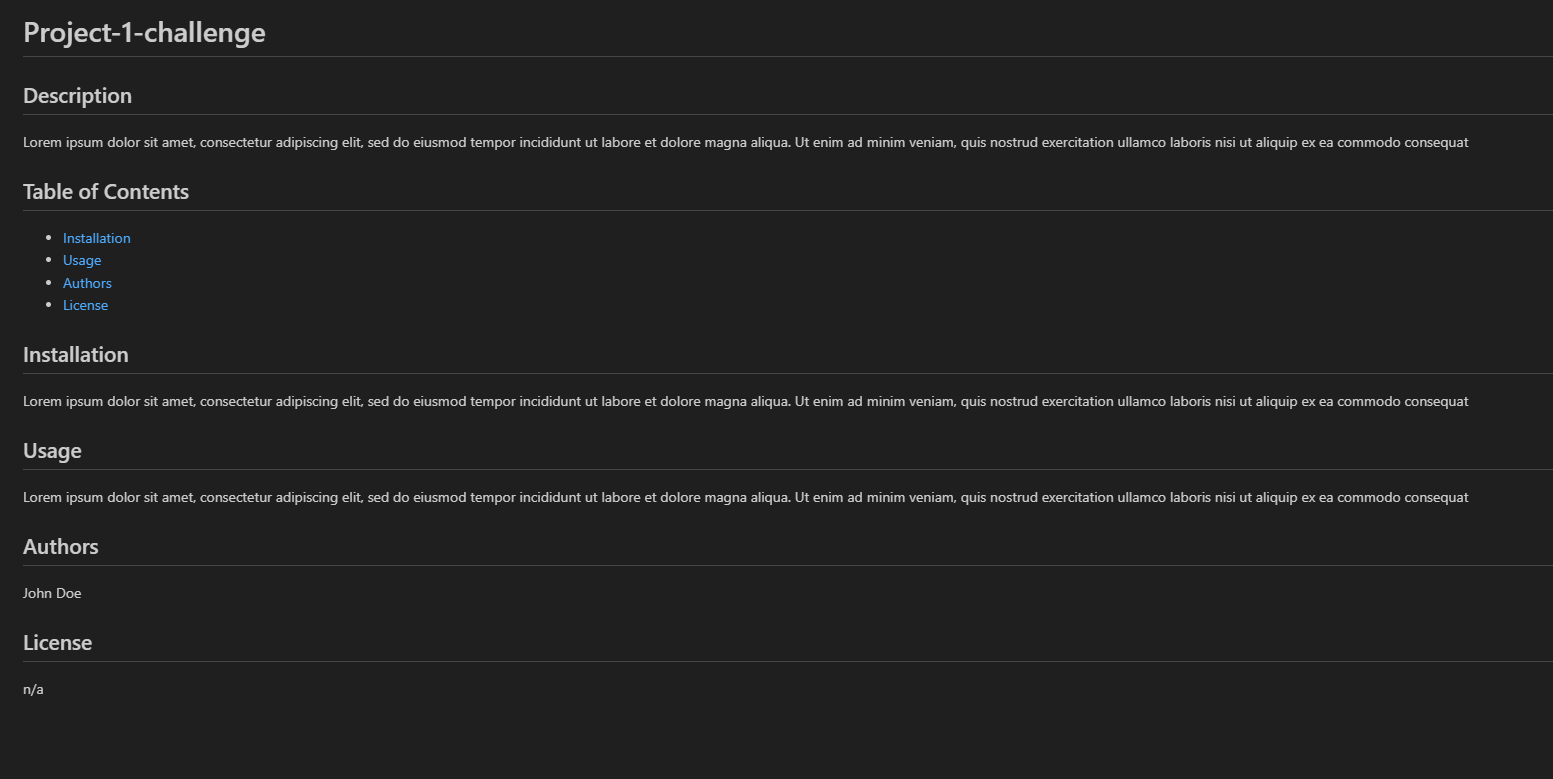 Project-1-challenge
Description
Lorem ipsum dolor sit amet, consectetur adipiscing elit, sed do eiusmod tempor incididunt ut labore et dolore magna aliqua. Ut enim ad minim veniam, quis nostrud exercitation ullamco laboris nisi ut aliquip ex ea commodo consequat
Table of Contents
Installation
Usage
Authors
License
Installation
Lorem ipsum dolor sit amet, consectetur adipiscing elit, sed do eiusmod tempor incididunt ut labore et dolore magna aliqua. Ut enim ad minim veniam, quis nostrud exercitation ullamco laboris nisi ut aliquip ex ea commodo consequat
Usage
Lorem ipsum dolor sit amet, consectetur adipiscing elit, sed do eiusmod tempor incididunt ut labore et dolore magna aliqua. Ut enim ad minim veniam, quis nostrud exercitation ullamco laboris nisi ut aliquip ex ea commodo consequat
Authors
John Doe
License
n/a